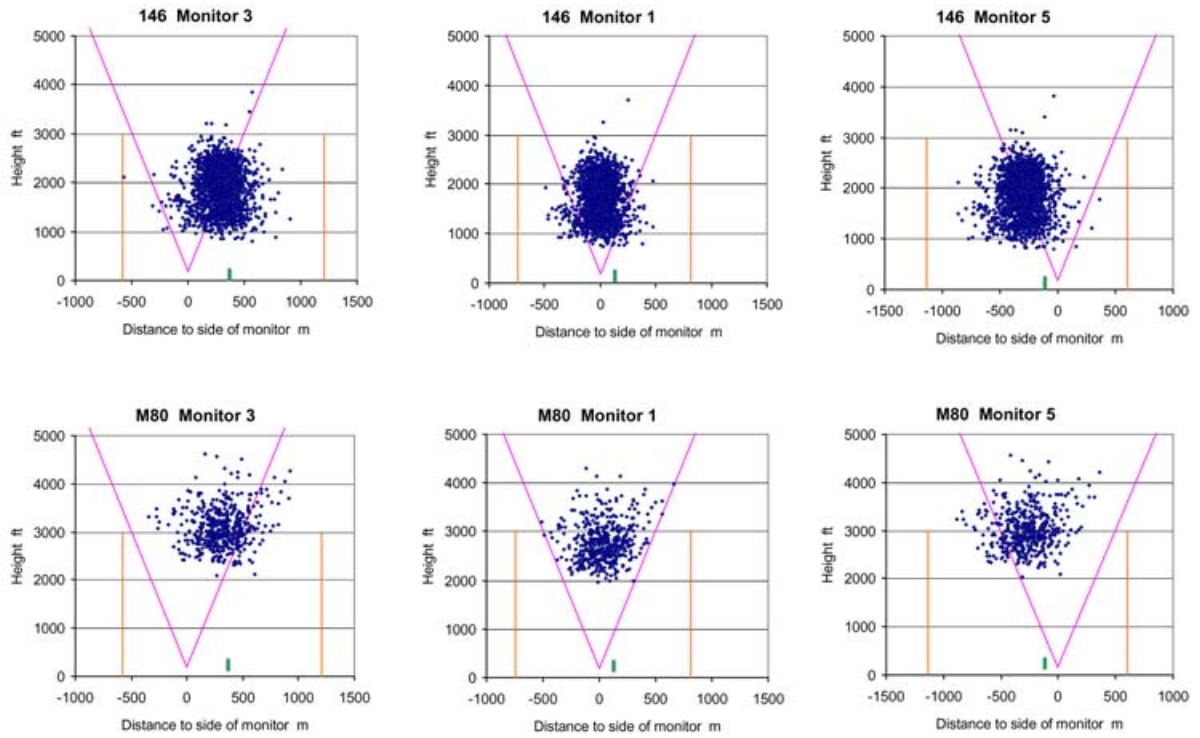 146 Monitor 3
5000
4000
3000
2000
1000
0
Height ft
-1000 -500 0 500 1000 1500
Distance to side of monitor m
146 Monitor 1
5000
4000
3000
2000
1000
0
Height ft
-1000 -500 0 500 1000 1500
Distance to side of monitor m
146 Monitor 5
5000
4000
3000
2000
1000
0
Height ft
-1500 -1000 -500 0 500 1000
Distance to side of monitor m
M80 Monitor 3
5000
4000
3000
2000
1000
0
Height ft
-1000 -500 0 500 1000 1500
Distance to side of monitor m
M80 Monitor 1
5000
4000
3000
2000
1000
0
Height ft
-1000 -500 0 500 1000 1500
Distance to side of monitor m
M80 Monitor 5
5000
4000
3000
2000
1000
0
Height ft
-1500 -1000 -500 0 500 1000
Distance to side of monitor m